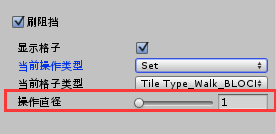 刷阻挡
显示格子
当前操作类型 Set
当前格子类型 Tile Type_Walk_BLOCI
操作直径 1